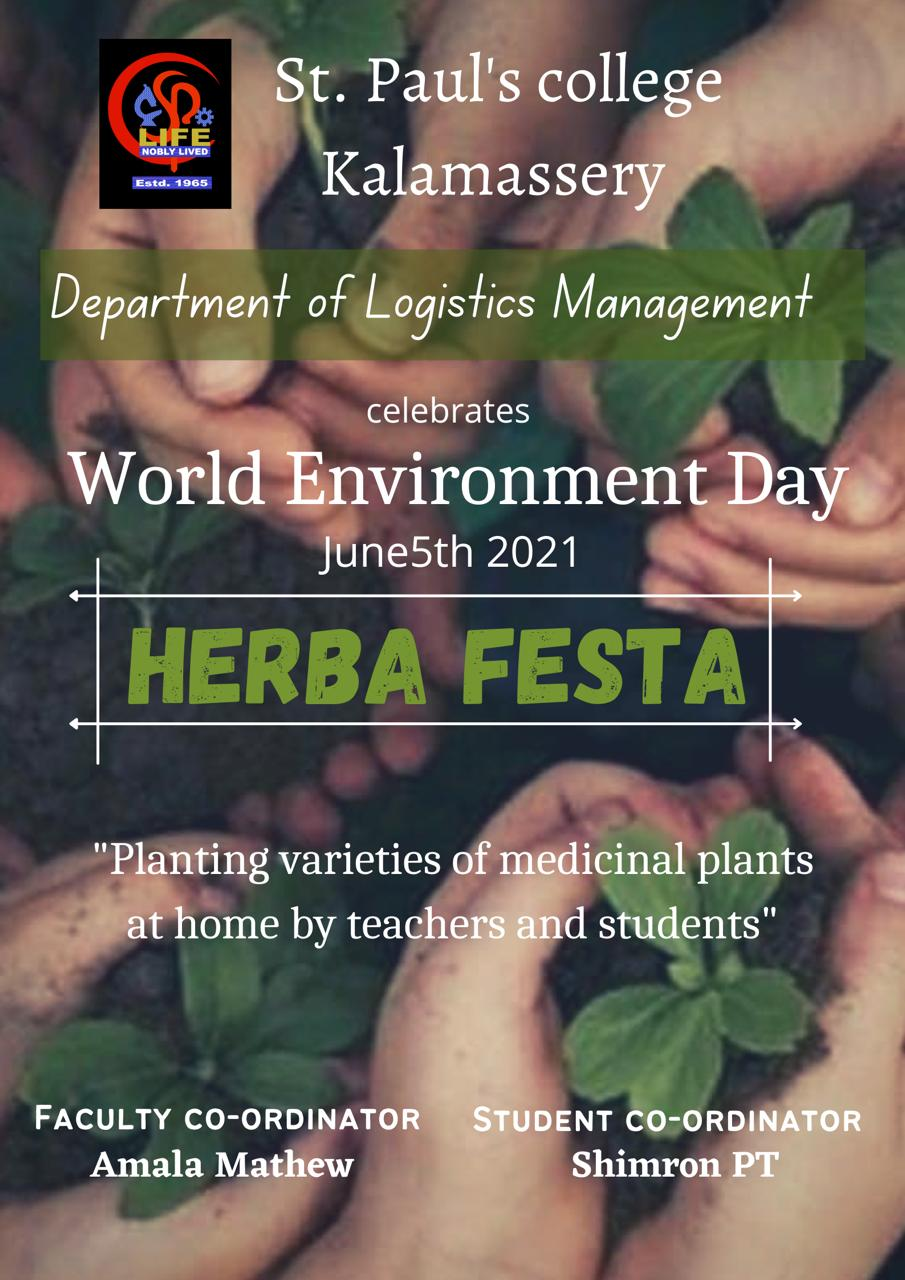 St. Paul's college
Kalamassery
LIFE
NOBLY LIVED
Estd. 1965
Department of Logistics Management
celebrates
World Environment Day
June5th 2021
HERBA FESTA
"Planting varieties of medicinal plants
at home by teachers and students"
FACULTY CO-ORDINATOR
Amala Mathew
STUDENT CO-ORDINATOR
Shimron PT